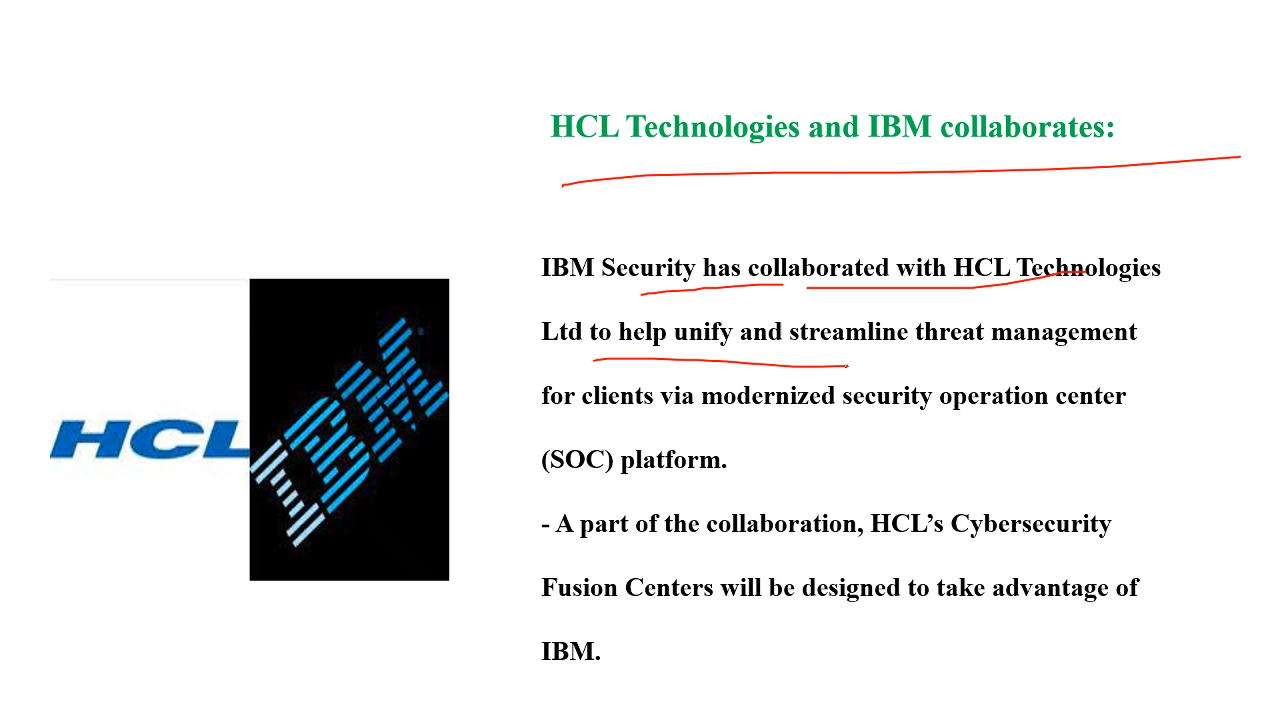 HCL Technologies and IBM collaborates:
IBM Security has collaborated with HCL Technologies
Ltd to help unify and streamline threat management
for clients via modernized security operation center
(SOC) platform.
- A part of the collaboration, HCL’s Cybersecurity
Fusion Centers will be designed to take advantage of
IBM.
HCL
IBM